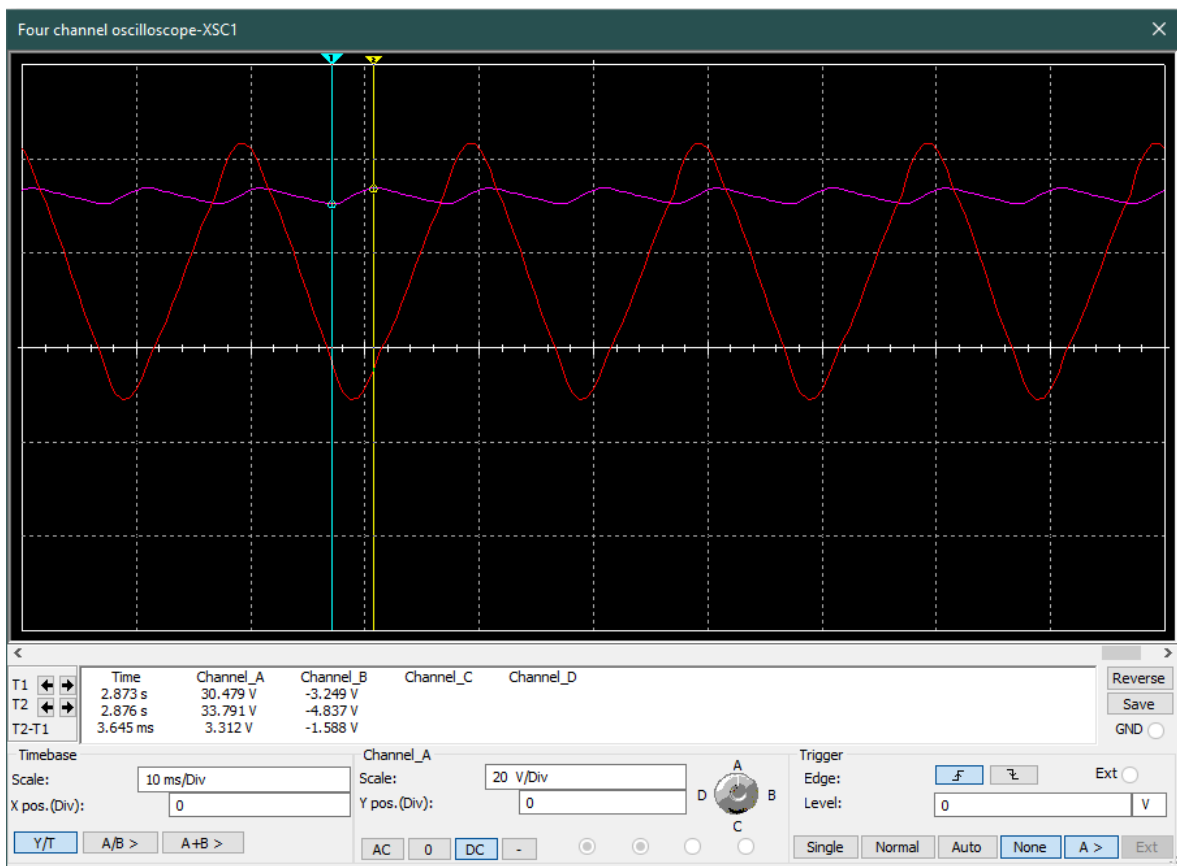 Four channel oscilloscope-XSC1
1 2
T1 Time Channel_A Channel_B Channel_C Channel_D Reverse
2.873 s 30.479 V -3.249 V
T2 2.876 s 33.791 V -4.837 V Save
T2-T1 3.645 ms 3.312 V -1.588 V GND
Timebase Channel_A Trigger
Scale: 10 ms/Div Scale: 20 V/Div A Edge: Ext
X pos.(Div): 0 Y pos.(Div): 0 D B Level: 0 V
C
Y/T A/B > A+B > AC 0 DC - Single Normal Auto None A > Ext